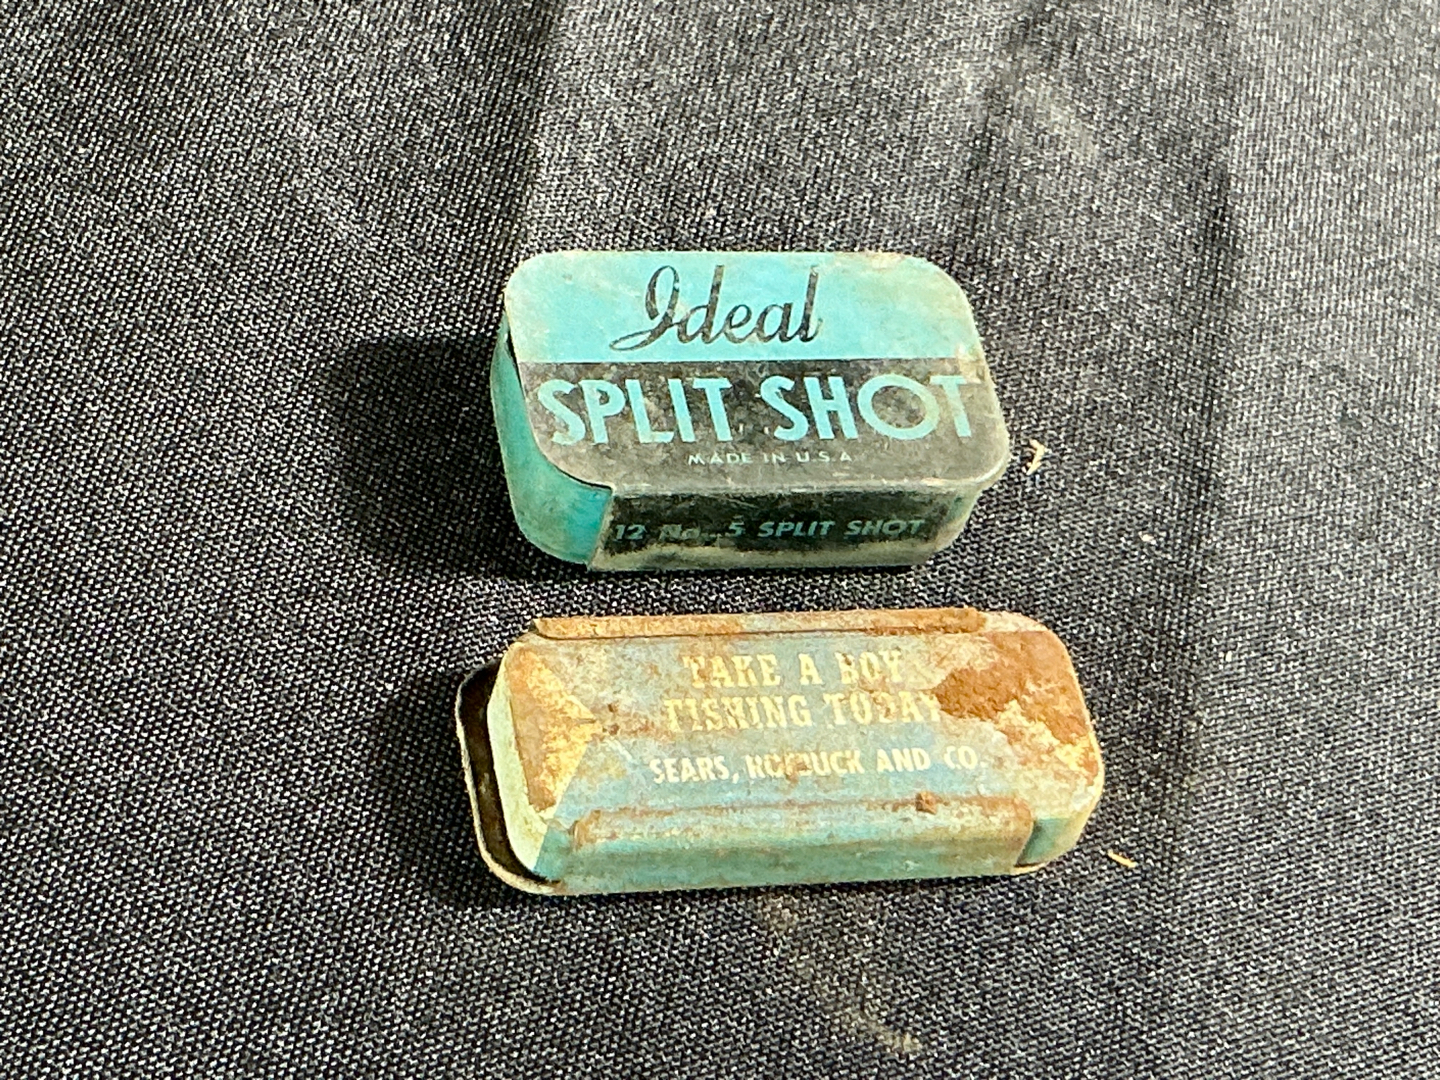 Ideal
SPLIT SHOT
MADE IN U.S.A.
12 No. 5 SPLIT SHOT
TAKE A BOY
FISHING TODAY
SEARS, ROEBUCK AND CO.